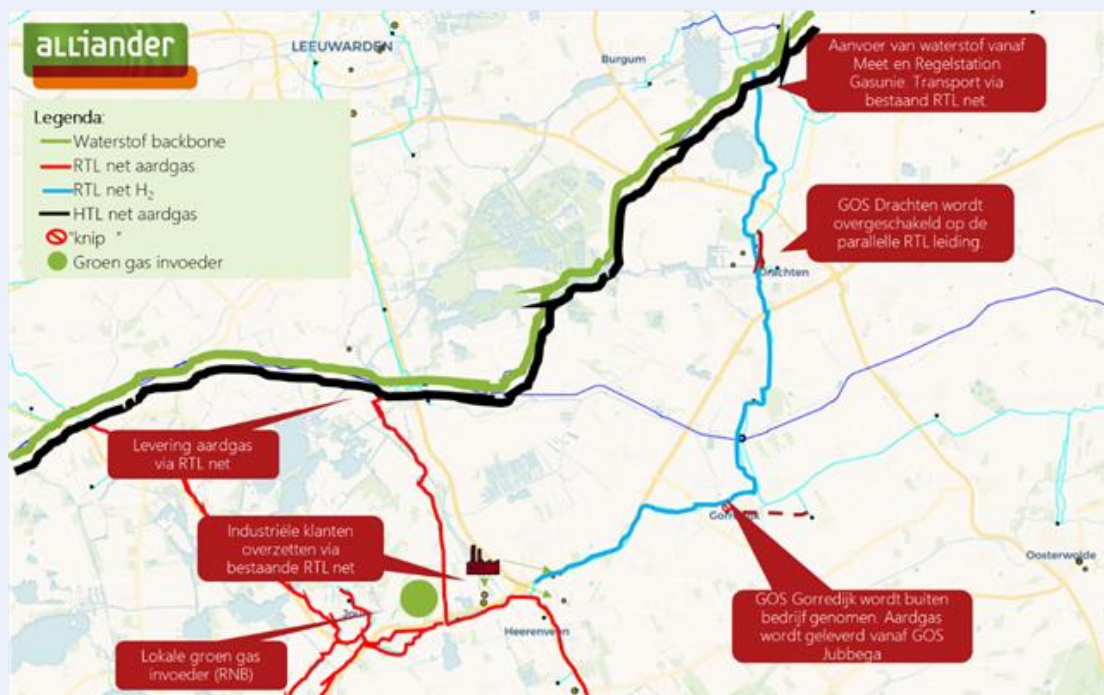 alliander
LEEUWARDEN
Burgum
Aanvoer van waterstof vanaf
Meet en Regelstation
Gasunie. Transport via
bestaand RTL net
Legenda:
Waterstof backbone
RTL net aardgas
RTL net H₂
HTL net aardgas
"knip "
Groen gas invoeder
GOS Drachten wordt
overgeschakeld op de
parallelle RTL leiding.
Drachten
Levering aardgas
via RTL net
Industriële klanten
overzetten via
bestaande RTL net
Gorredijk
Oosterwolde
GOS Gorredijk wordt buiten
bedrijf genomen. Aardgas
wordt geleverd vanaf GOS
Jubbega
Heerenveen
Lokale groen gas
invoeder (RNB)